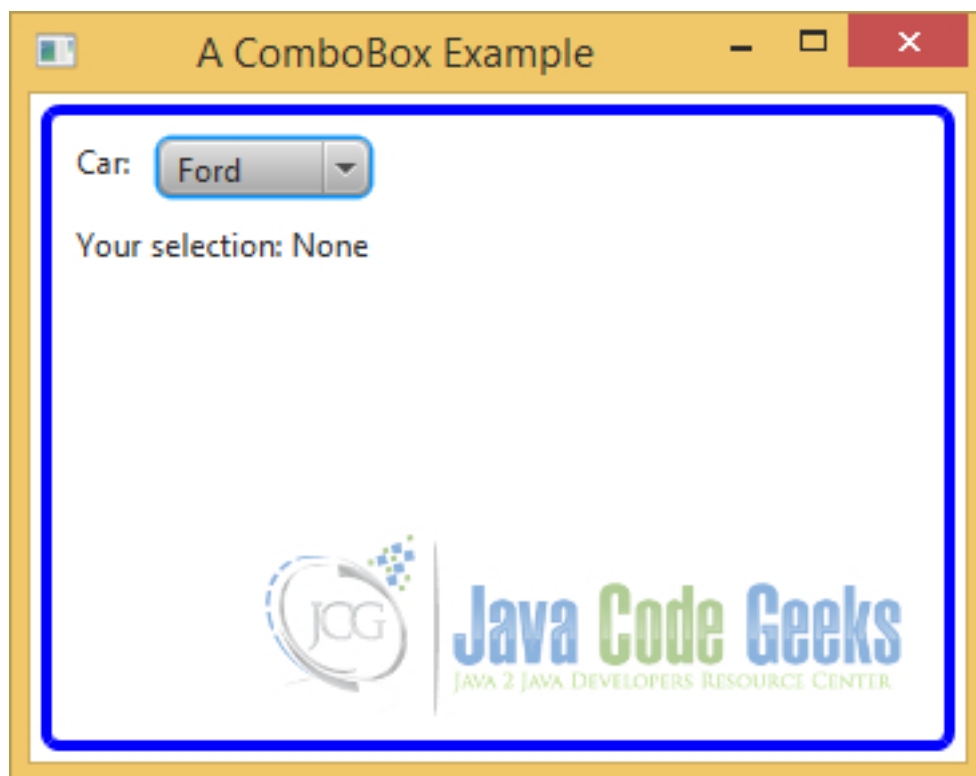 A ComboBox Example
Car: Ford
Your selection: None
JCG
Java Code Geeks
JAVA 2 JAVA DEVELOPERS RESOURCE CENTER